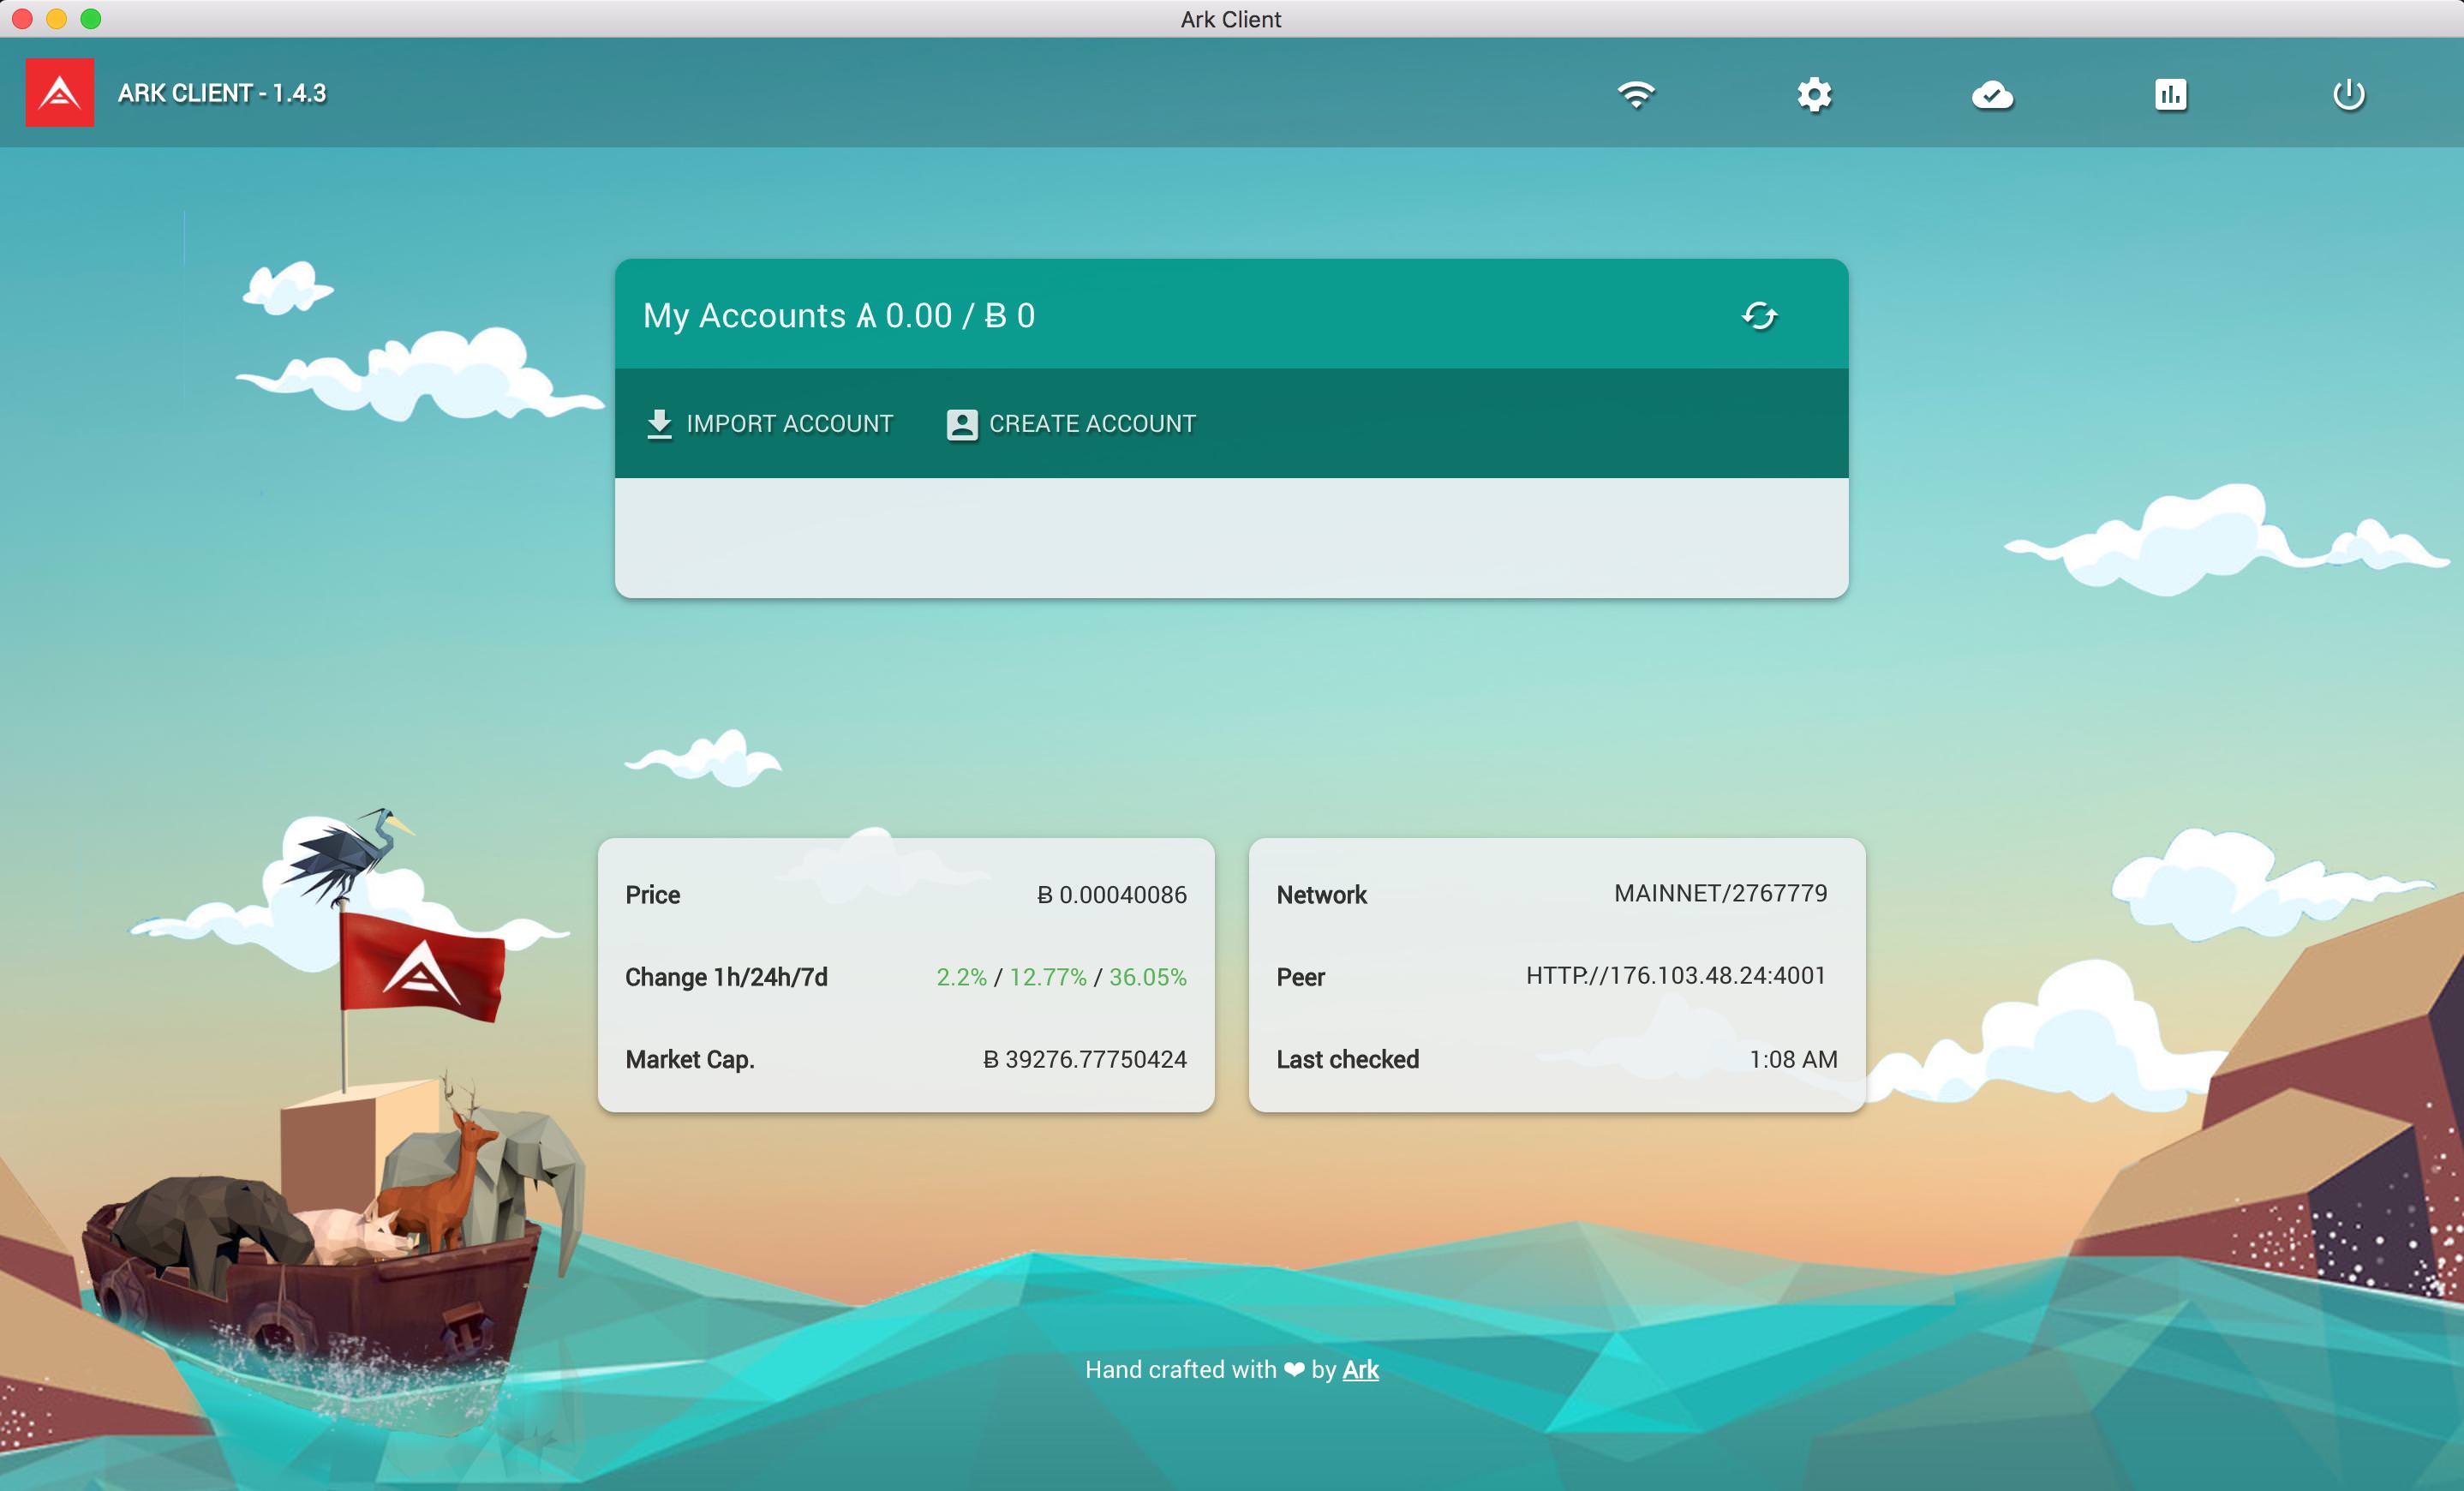 Ark Client
ARK CLIENT - 1.4.3
My Accounts Ѧ 0.00 / Ƀ 0
IMPORT ACCOUNT CREATE ACCOUNT
Price Ƀ 0.00040086
Change 1h/24h/7d 2.2% / 12.77% / 36.05%
Market Cap. Ƀ 39276.77750424
Network MAINNET/2767779
Peer HTTP://176.103.48.24:4001
Last checked 1:08 AM
Hand crafted with ❤ by Ark